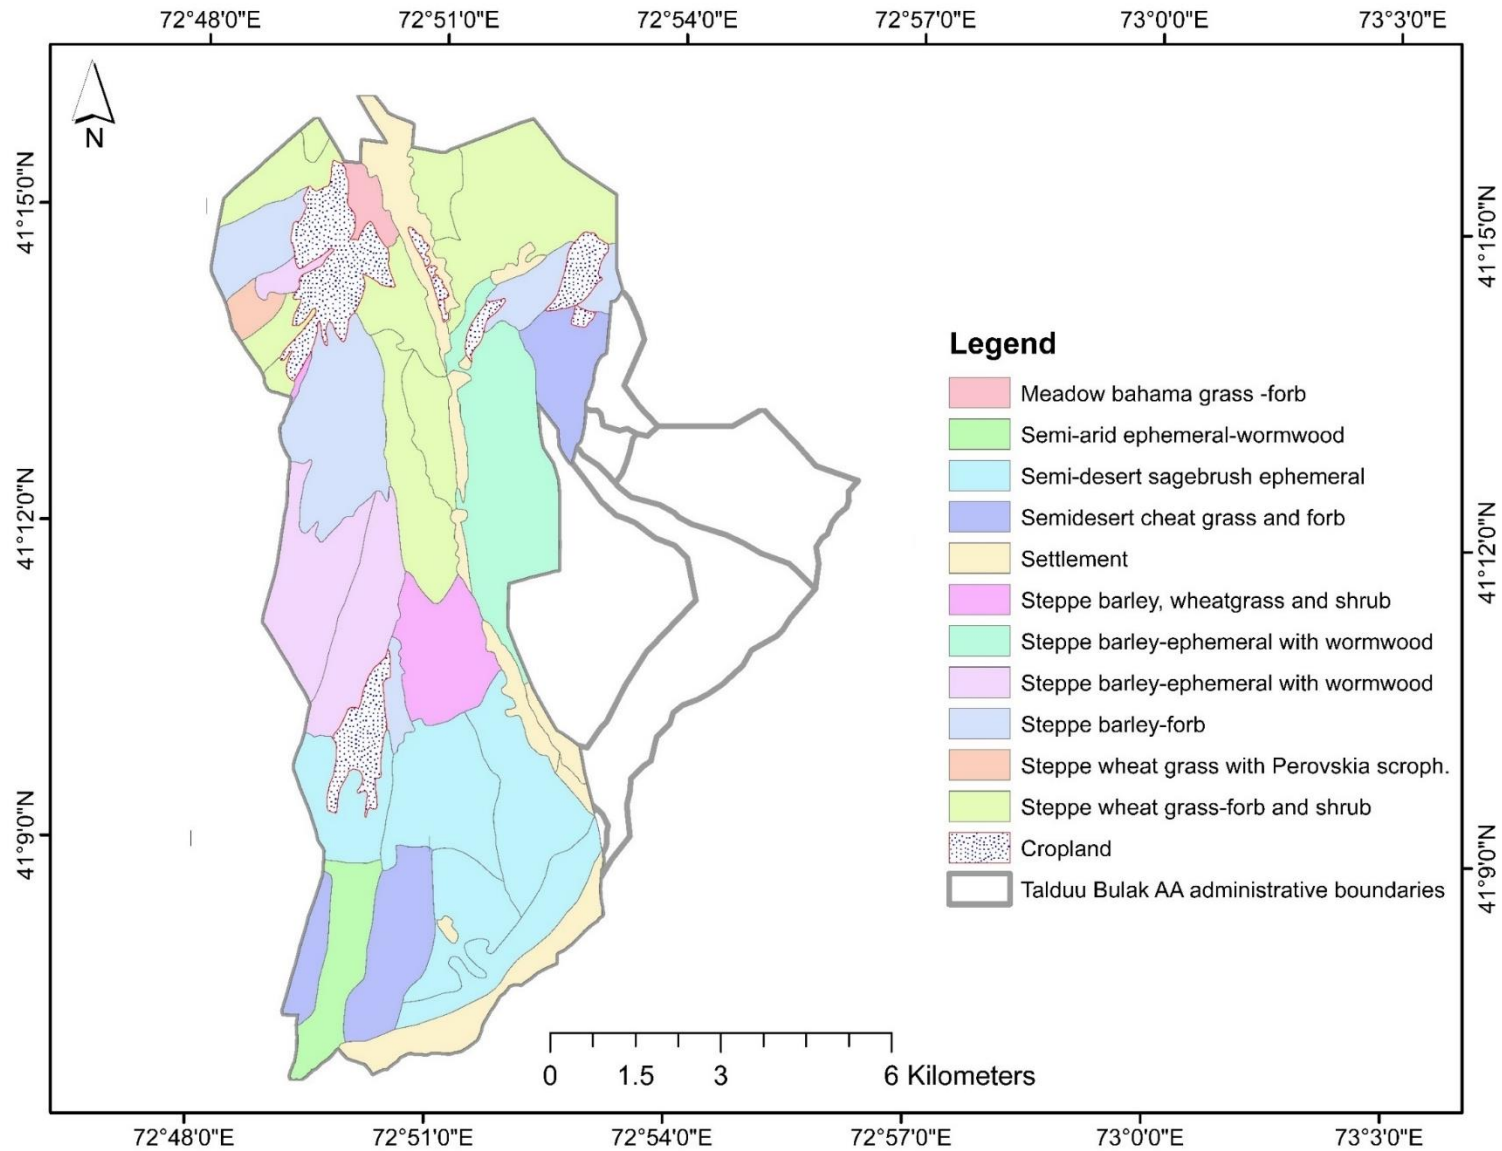 72°48'0"E 72°51'0"E 72°54'0"E 72°57'0"E 73°0'0"E 73°3'0"E
N
41°15'0"N
41°15'0"N
41°12'0"N
41°12'0"N
41°9'0"N
41°9'0"N
Legend
Meadow bahama grass -forb
Semi-arid ephemeral-wormwood
Semi-desert sagebrush ephemeral
Semidesert cheat grass and forb
Settlement
Steppe barley, wheatgrass and shrub
Steppe barley-ephemeral with wormwood
Steppe barley-ephemeral with wormwood
Steppe barley-forb
Steppe wheat grass with Perovskia scroph.
Steppe wheat grass-forb and shrub
Cropland
Talduu Bulak AA administrative boundaries
0 1.5 3 6 Kilometers
72°48'0"E 72°51'0"E 72°54'0"E 72°57'0"E 73°0'0"E 73°3'0"E